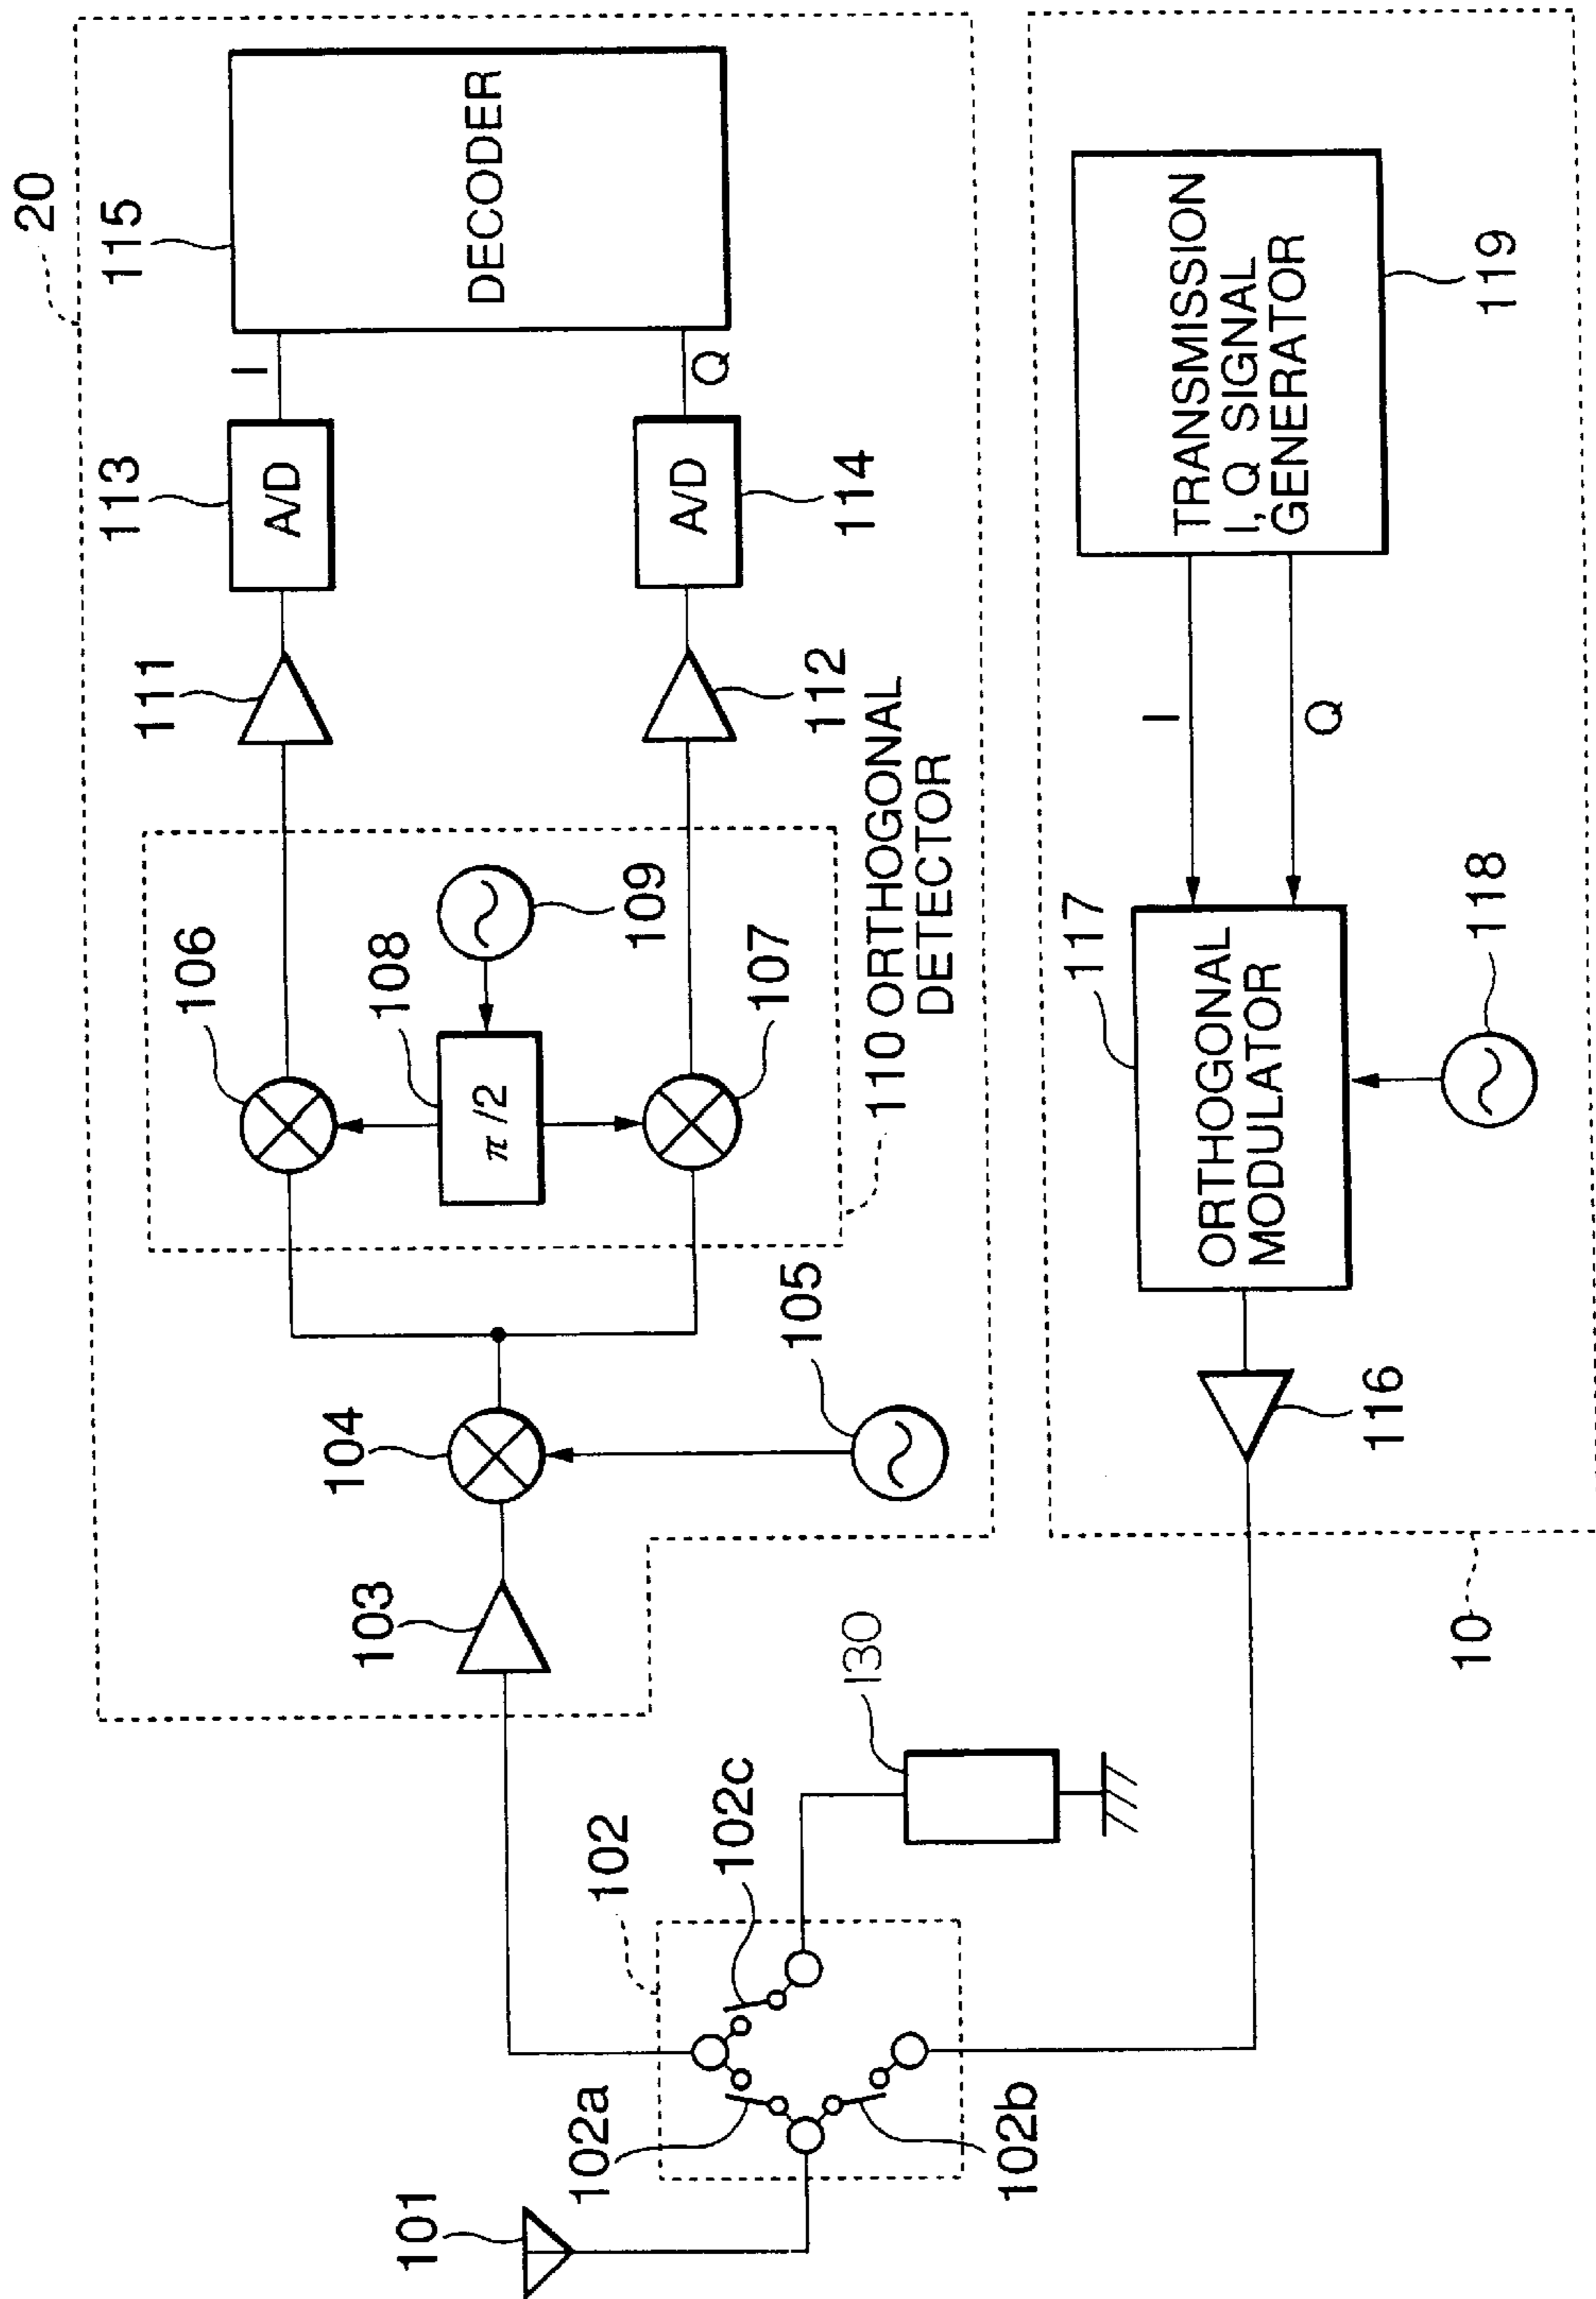 20
115
DECODER
I
Q
113
A/D
114
A/D
111
112
106
108
π/2
109
107
110 ORTHOGONAL
DETECTOR
104
105
103
102
102a
102b
102c
101
130
10
116
117
ORTHOGONAL
MODULATOR
118
I
Q
TRANSMISSION
I, Q SIGNAL
GENERATOR
119